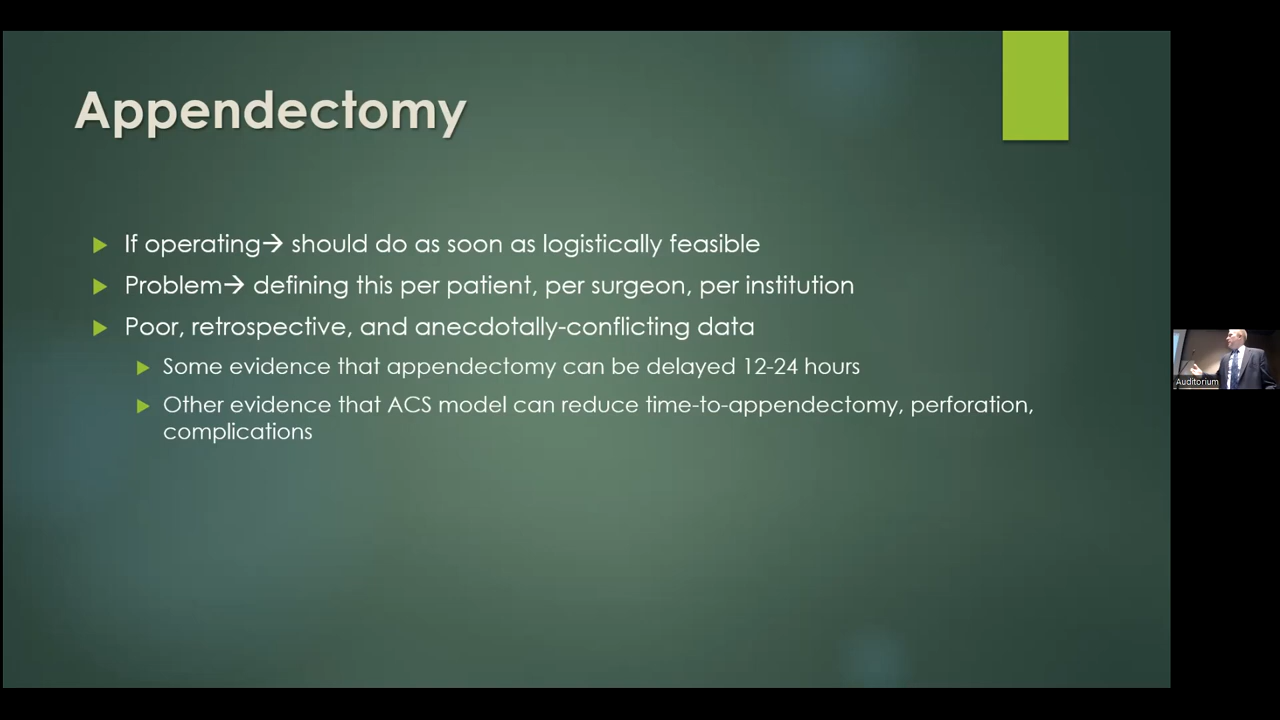 Appendectomy
If operating→ should do as soon as logistically feasible
Problem→ defining this per patient, per surgeon, per institution
Poor, retrospective, and anecdotally-conflicting data
Some evidence that appendectomy can be delayed 12-24 hours
Other evidence that ACS model can reduce time-to-appendectomy, perforation,
complications
Auditorium